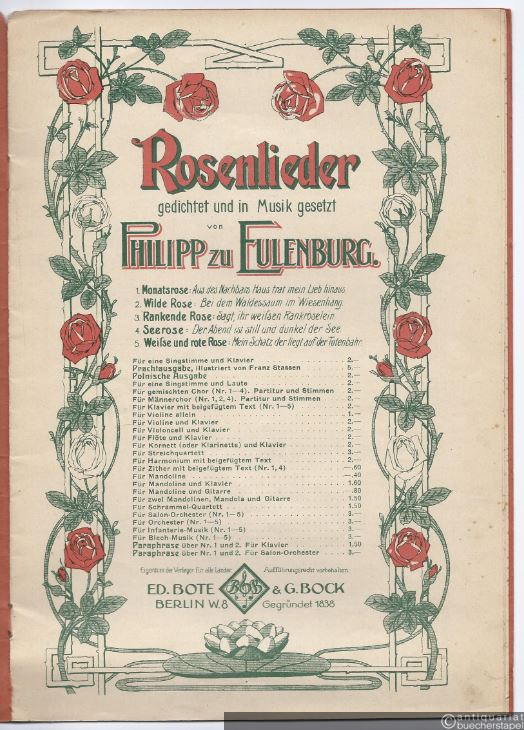 Rosenlieder
gedichtet und in Musik gesetzt
von
PHILIPP ZU EULENBURG.
1. Monatsrose: Aus des Nachbars Haus trat mein Lieb hinaus.
2. Wilde Rose: Bei dem Waldessaum im Wiesenhang.
3. Rankende Rose: Sagt, ihr weißen Rankröselein.
4. Seerose: Der Abend ist still und dunkel der See.
5. Weiße und rote Rose: Mein Schatz der liegt auf der Totenbahr.
Für eine Singstimme und Klavier 2.—
Prachtausgabe, illustriert von Franz Stassen
Polnische Ausgabe 2.—
Für eine Singstimme und Laute 2.—
Für gemischten Chor (Nr. 1—4). Partitur und Stimmen 2.—
Für Männerchor (Nr. 1, 2, 4). Partitur und Stimmen 2.—
Für Klavier mit beigefügtem Text (Nr. 1—5) 2.—
Für Violine allein 1.—
Für Violine und Klavier 2.—
Für Violoncell und Klavier 2.—
Für Flöte und Klavier 2.—
Für Kornett (oder Klarinette) und Klavier 2.—
Für Streichquartett 3.—
Für Harmonium mit beigefügtem Text 2.—
Für Zither mit beigefügtem Text (Nr. 1, 4) —.60
Für Mandoline —.40
Für Mandoline und Klavier 1.60
Für Mandoline und Gitarre .80
Für zwei Mandolinen, Mandola und Gitarre 1.50
Für Schrammel-Quartett 1.50
Für Salon-Orchester (Nr. 1—5) 3.—
Für Orchester (Nr. 1—5) 3.—
Für Infanterie-Musik (Nr. 1—5) 3.—
Für Blech-Musik (Nr. 1—5) 3.—
Paraphrase über Nr. 1 und 2. Für Klavier 1.50
Paraphrase über Nr. 1 und 2. Für Salon-Orchester 3.—
Eigentum der Verleger für alle Länder. Aufführungsrecht vorbehalten.
ED. BOTE & G. BOCK
BERLIN W. 8 Gegründet 1838
antiquariat
buecherstapel